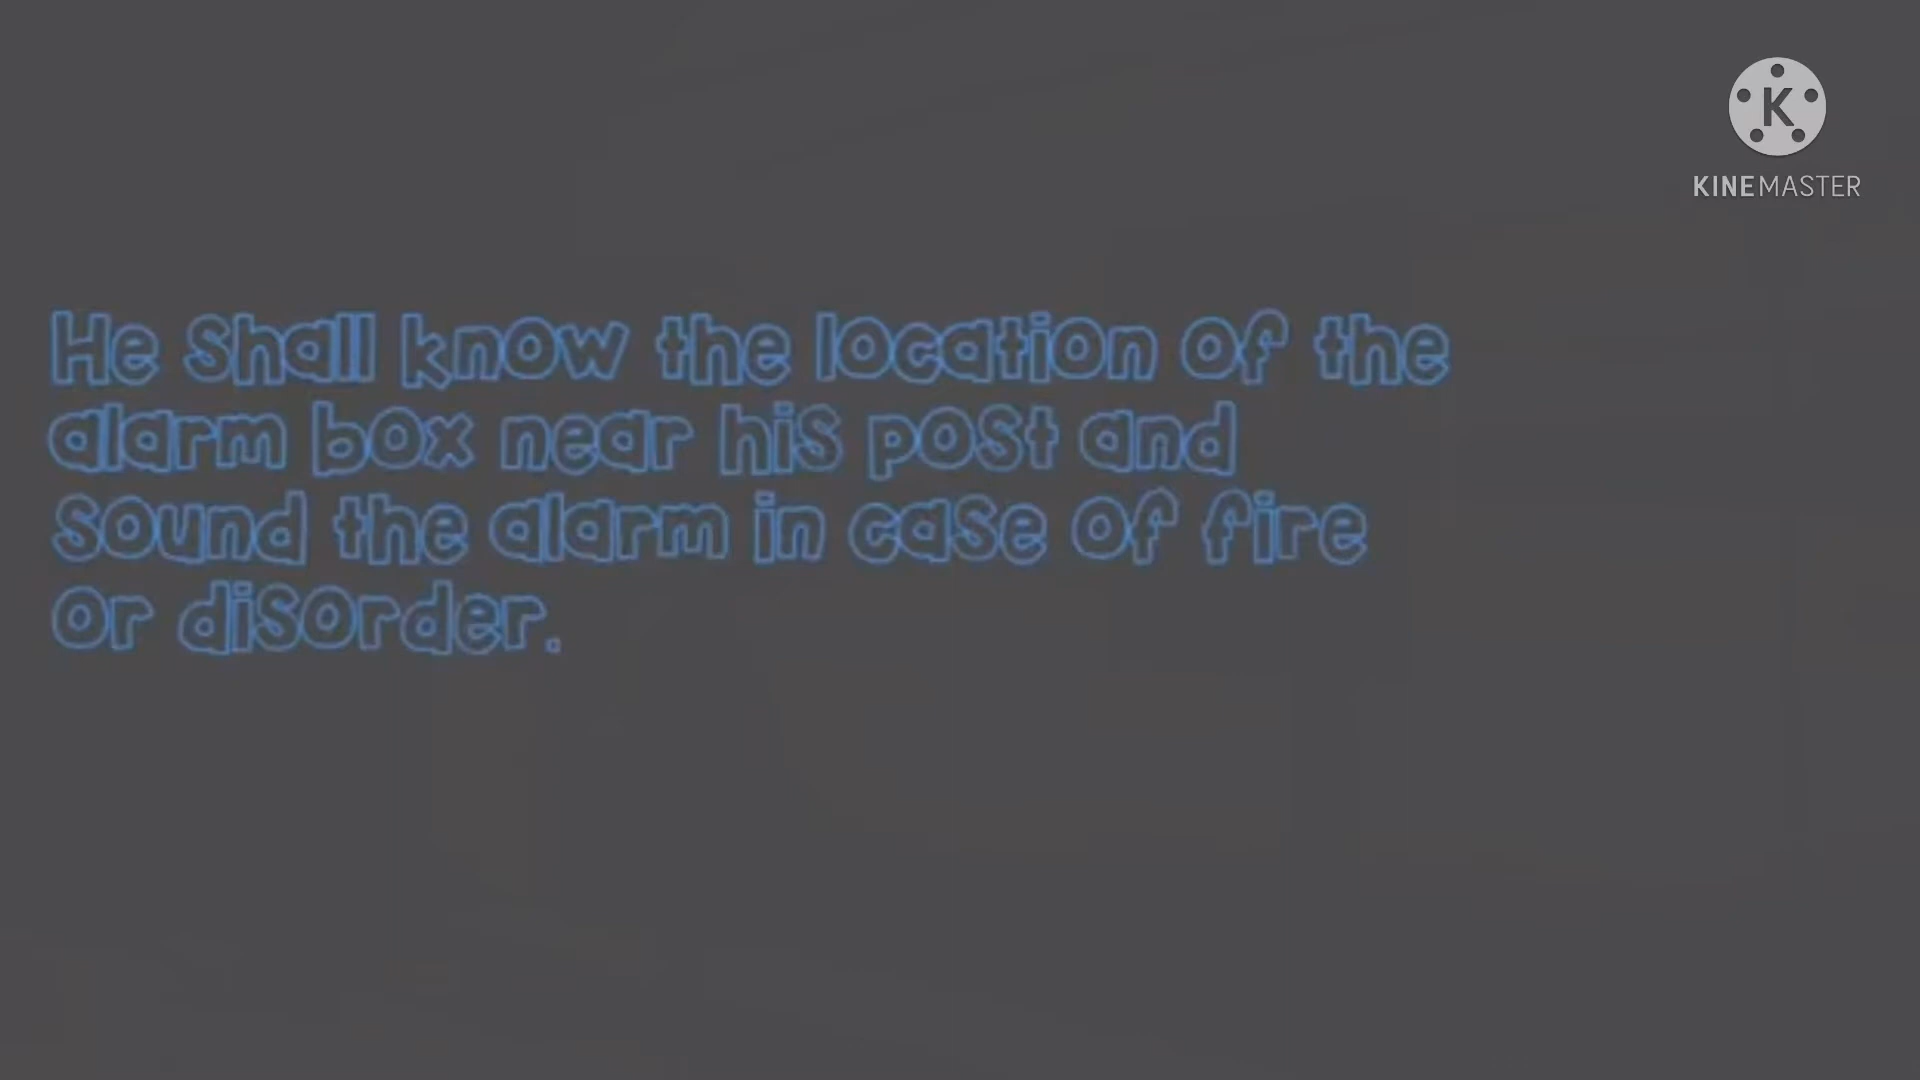 K
KINEMASTER
He shall know the location of the
alarm box near his post and
sound the alarm in case of fire
or disorder.